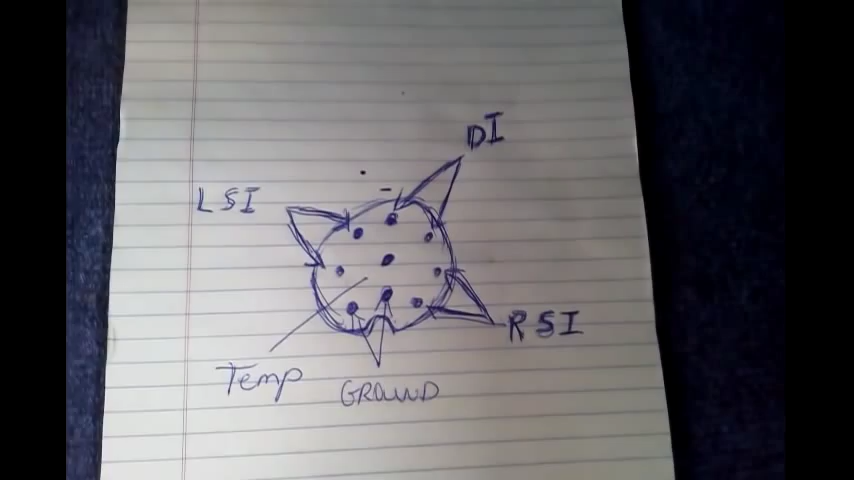 DI
LSI
RSI
Temp
GROUND